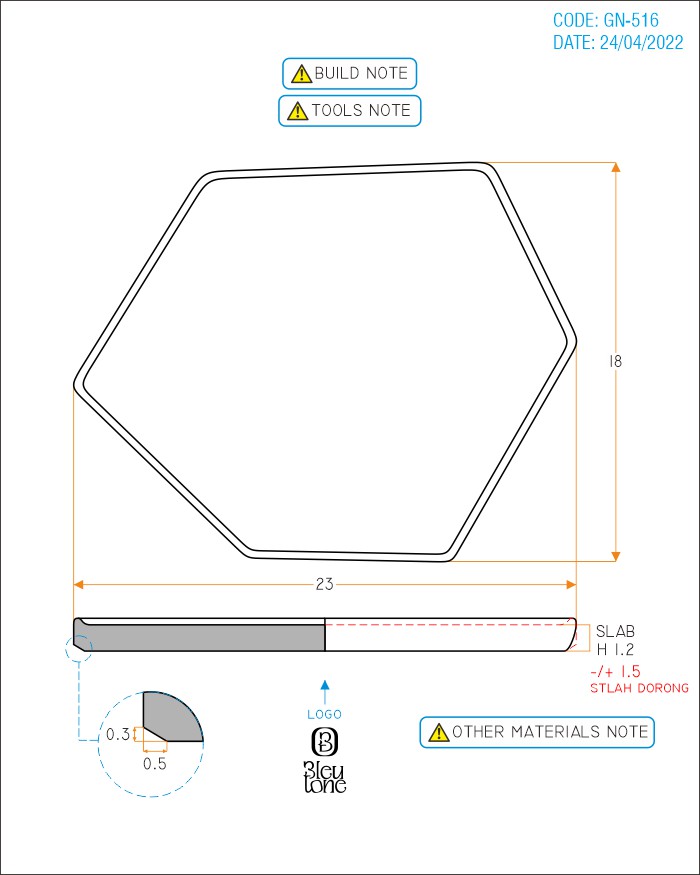 CODE: GN-516
DATE: 24/04/2022
BUILD NOTE
TOOLS NOTE
18
23
SLAB
H 1.2
-/+ 1.5
STLAH DORONG
0.3
0.5
LOGO
B
Bleu
tone
OTHER MATERIALS NOTE